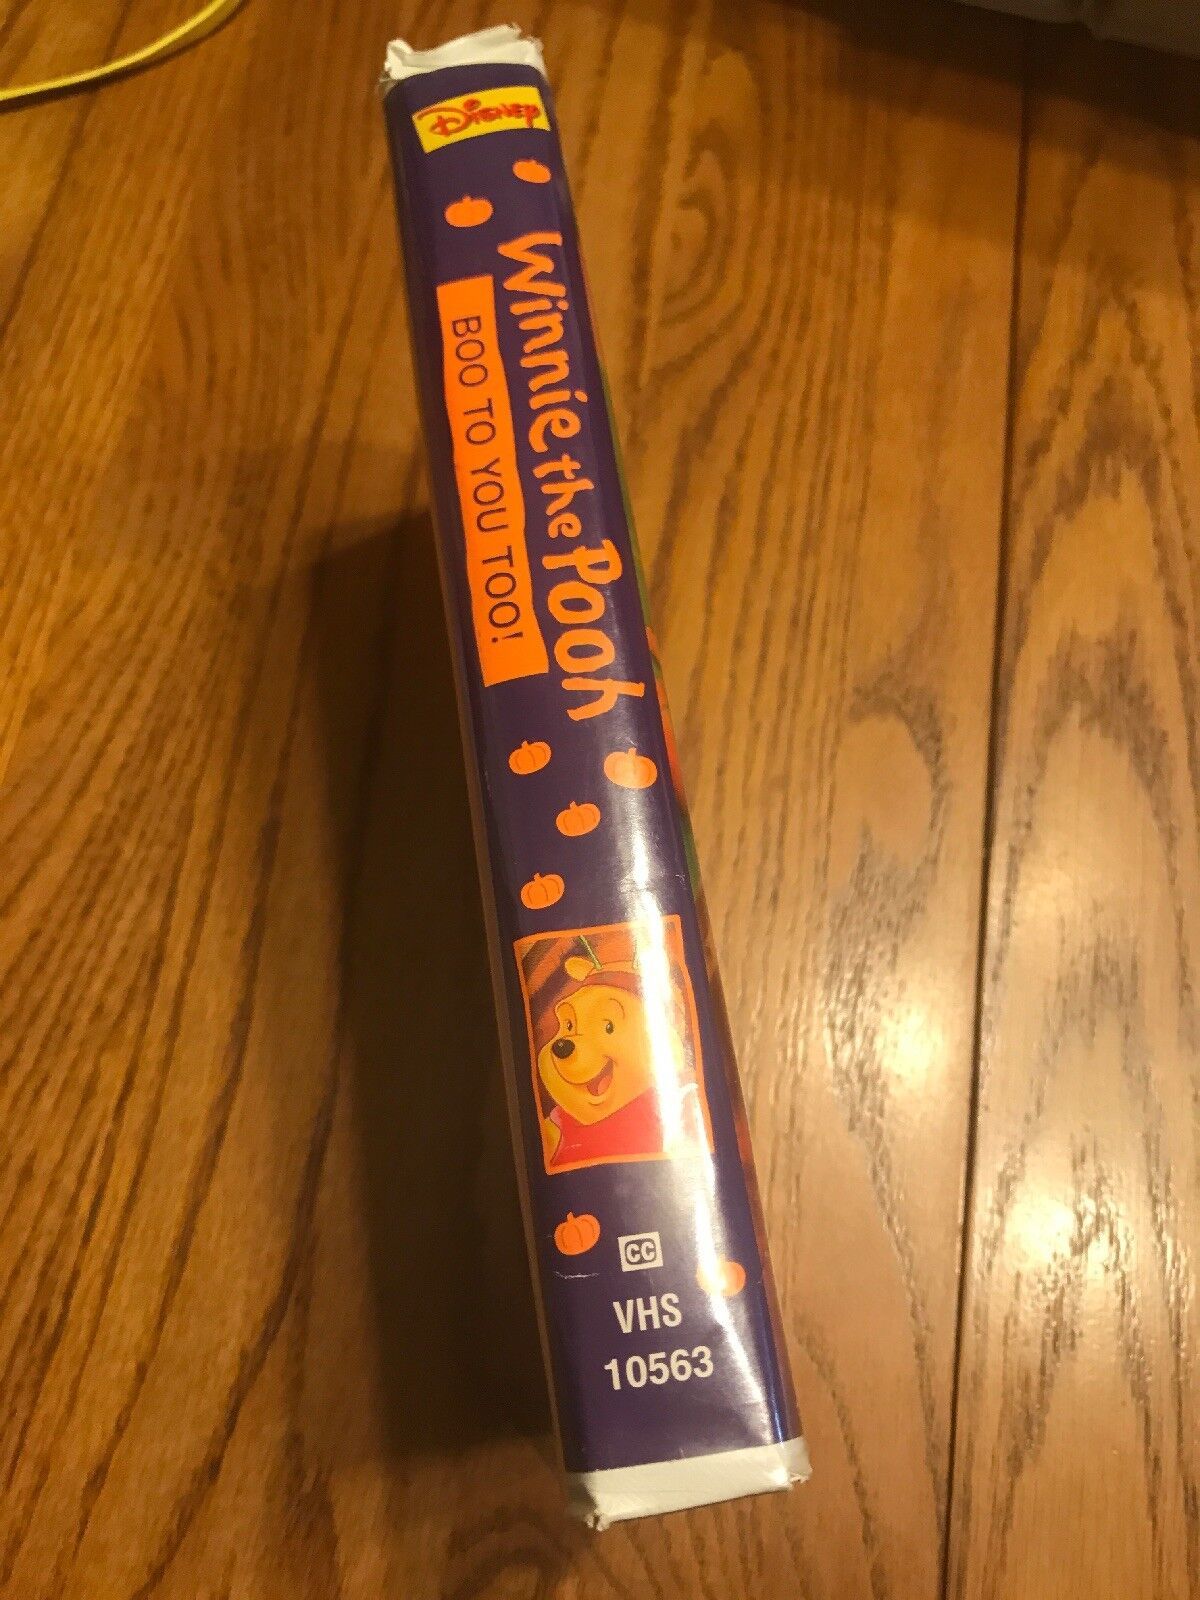 Disney
Winnie the Pooh
BOO TO YOU TOO!
CC
VHS
10563